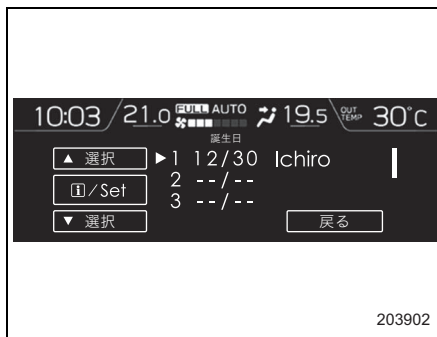 10:03 21.0 FULL AUTO 19.5 OUT TEMP 30°C
誕生日
▲ 選択 ▶1 12/30 Ichiro
i/Set 2 --/--
3 --/--
▼ 選択 戻る
203902